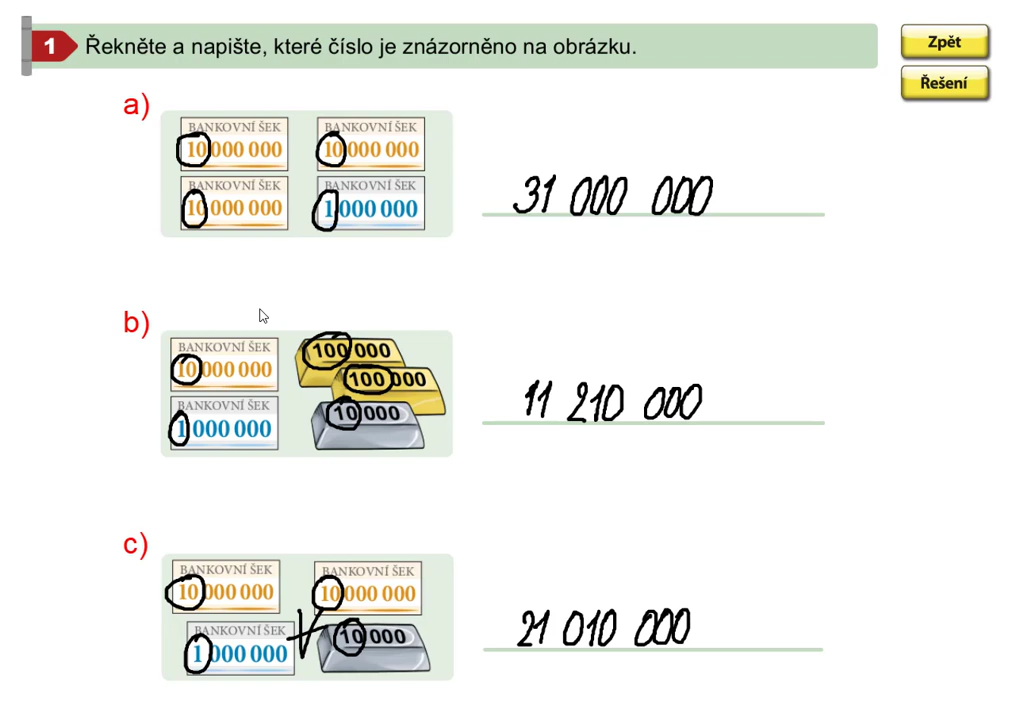 1 Řekněte a napište, které číslo je znázorněno na obrázku.
Zpět
Řešení
a)
BANKOVNÍ ŠEK BANKOVNÍ ŠEK
10 000 000 10 000 000
BANKOVNÍ ŠEK BANKOVNÍ ŠEK
10 000 000 1 000 000
31 000 000
b)
BANKOVNÍ ŠEK
10 000 000
BANKOVNÍ ŠEK
1 000 000
100 000
100 000
10 000
11 210 000
c)
BANKOVNÍ ŠEK BANKOVNÍ ŠEK
10 000 000 10 000 000
BANKOVNÍ ŠEK
1 000 000
10 000
21 010 000